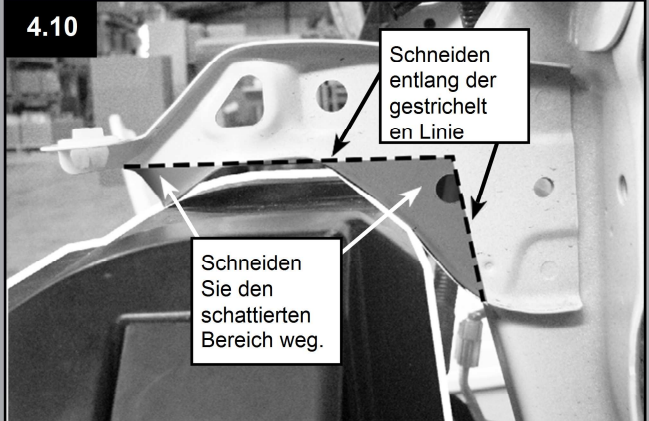 4.10
Schneiden
entlang der
gestrichelt
en Linie
Schneiden
Sie den
schattierten
Bereich weg.